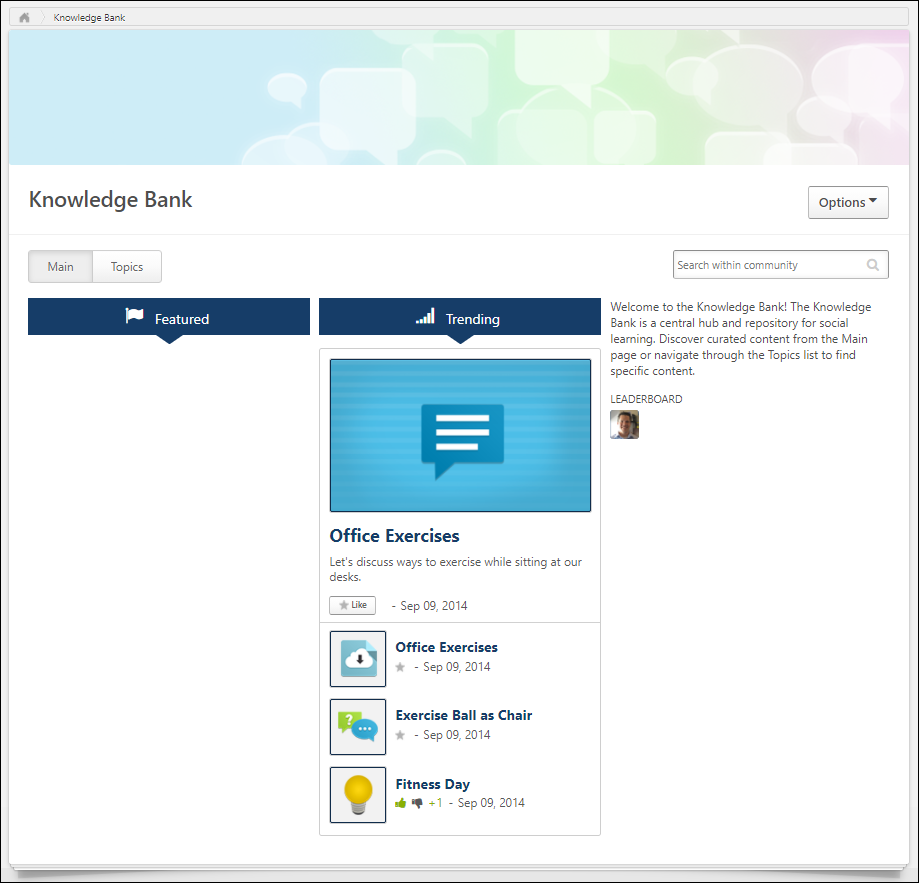 Knowledge Bank
Knowledge Bank
Options
Main
Topics
Search within community
Featured
Trending
Office Exercises
Let's discuss ways to exercise while sitting at our
desks.
Like
- Sep 09, 2014
Office Exercises
- Sep 09, 2014
Exercise Ball as Chair
- Sep 09, 2014
Fitness Day
+1 - Sep 09, 2014
Welcome to the Knowledge Bank! The Knowledge
Bank is a central hub and repository for social
learning. Discover curated content from the Main
page or navigate through the Topics list to find
specific content.
LEADERBOARD